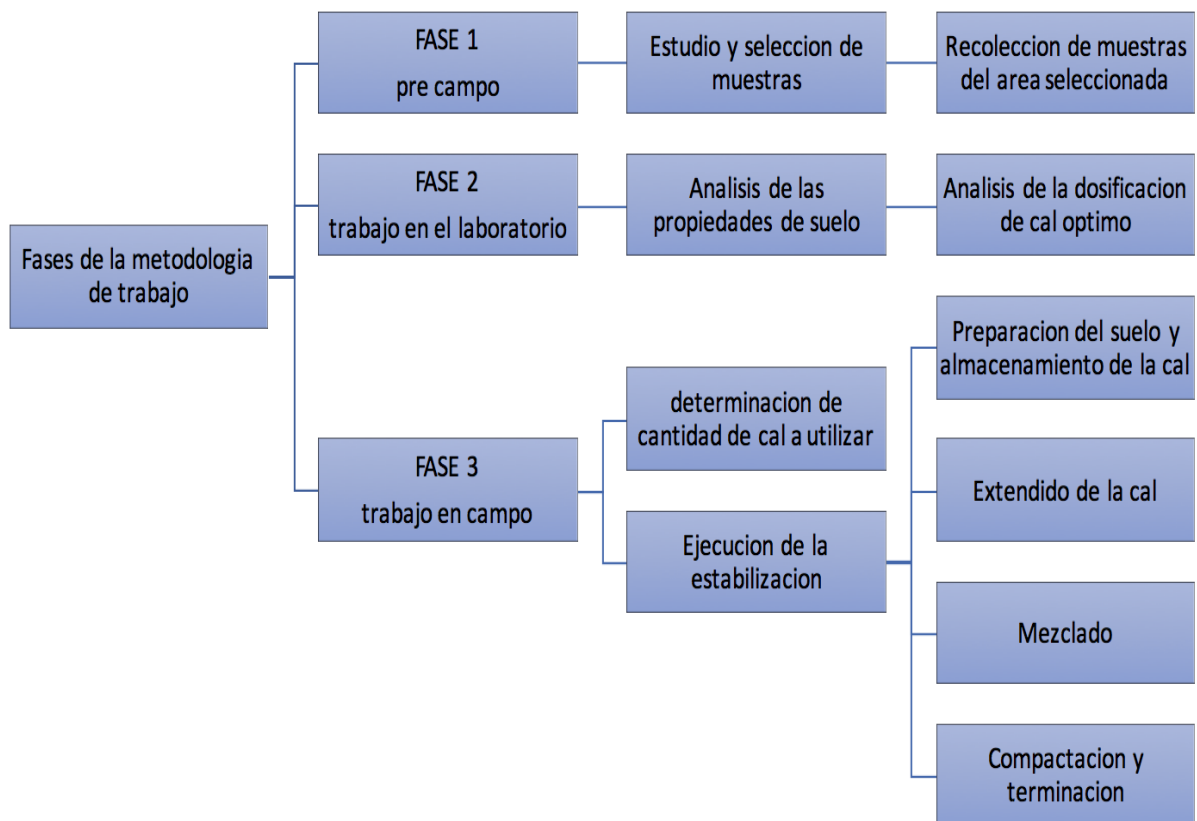 Fases de la metodologia
de trabajo
FASE 1
pre campo
Estudio y seleccion de
muestras
Recoleccion de muestras
del area seleccionada
FASE 2
trabajo en el laboratorio
Analisis de las
propiedades de suelo
Analisis de la dosificacion
de cal optimo
FASE 3
trabajo en campo
determinacion de
cantidad de cal a utilizar
Ejecucion de la
estabilizacion
Preparacion del suelo y
almacenamiento de la cal
Extendido de la cal
Mezclado
Compactacion y
terminacion